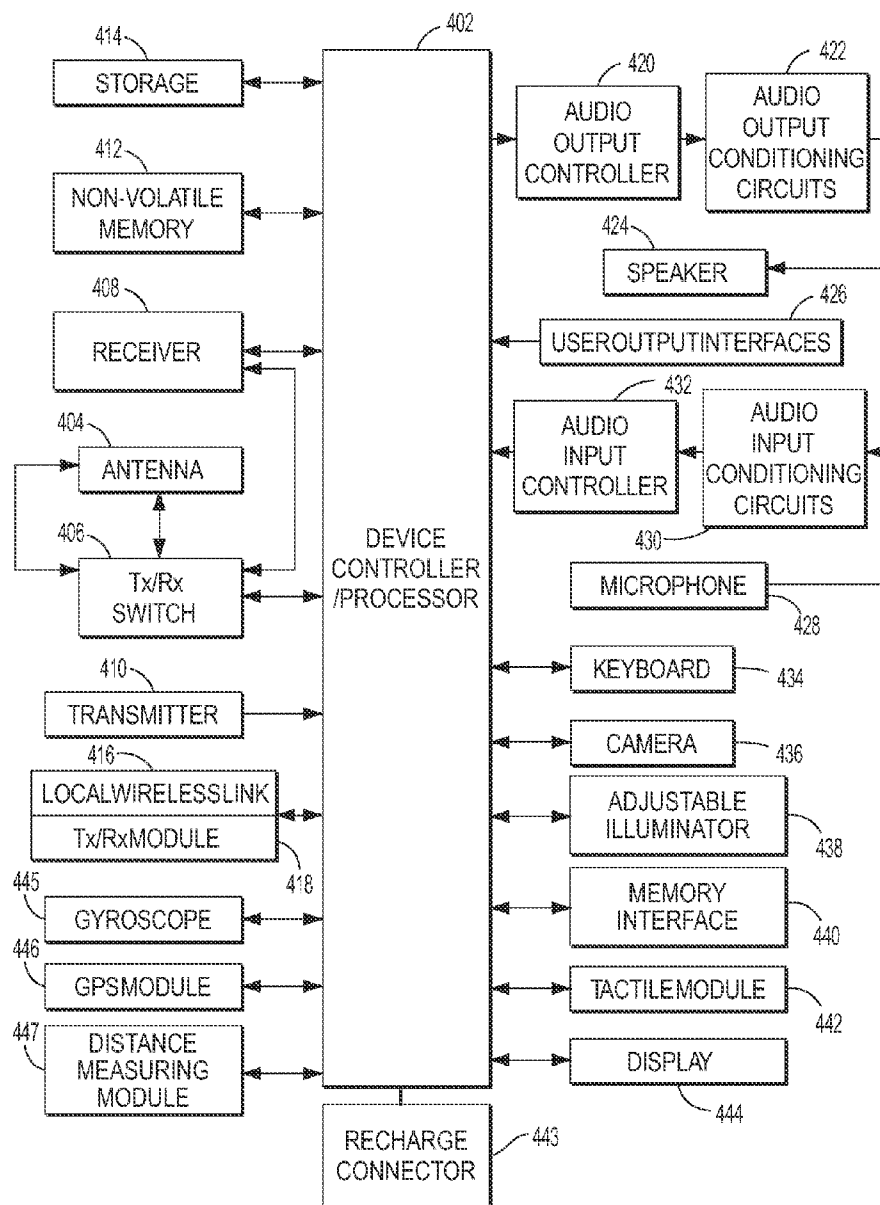 414
STORAGE
412
NON-VOLATILE
MEMORY
408
RECEIVER
404
ANTENNA
406
Tx/Rx
SWITCH
410
TRANSMITTER
416
LOCALWIRELESSLINK
Tx/RxMODULE
418
445
GYROSCOPE
446
GPSMODULE
447
DISTANCE
MEASURING
MODULE
402
DEVICE
CONTROLLER
/PROCESSOR
RECHARGE
CONNECTOR
443
420
AUDIO
OUTPUT
CONTROLLER
422
AUDIO
OUTPUT
CONDITIONING
CIRCUITS
424
SPEAKER
426
USEROUTPUTINTERFACES
432
AUDIO
INPUT
CONTROLLER
AUDIO
INPUT
CONDITIONING
CIRCUITS
430
MICROPHONE
428
KEYBOARD
434
CAMERA
436
ADJUSTABLE
ILLUMINATOR
438
MEMORY
INTERFACE
440
TACTILEMODULE
442
DISPLAY
444